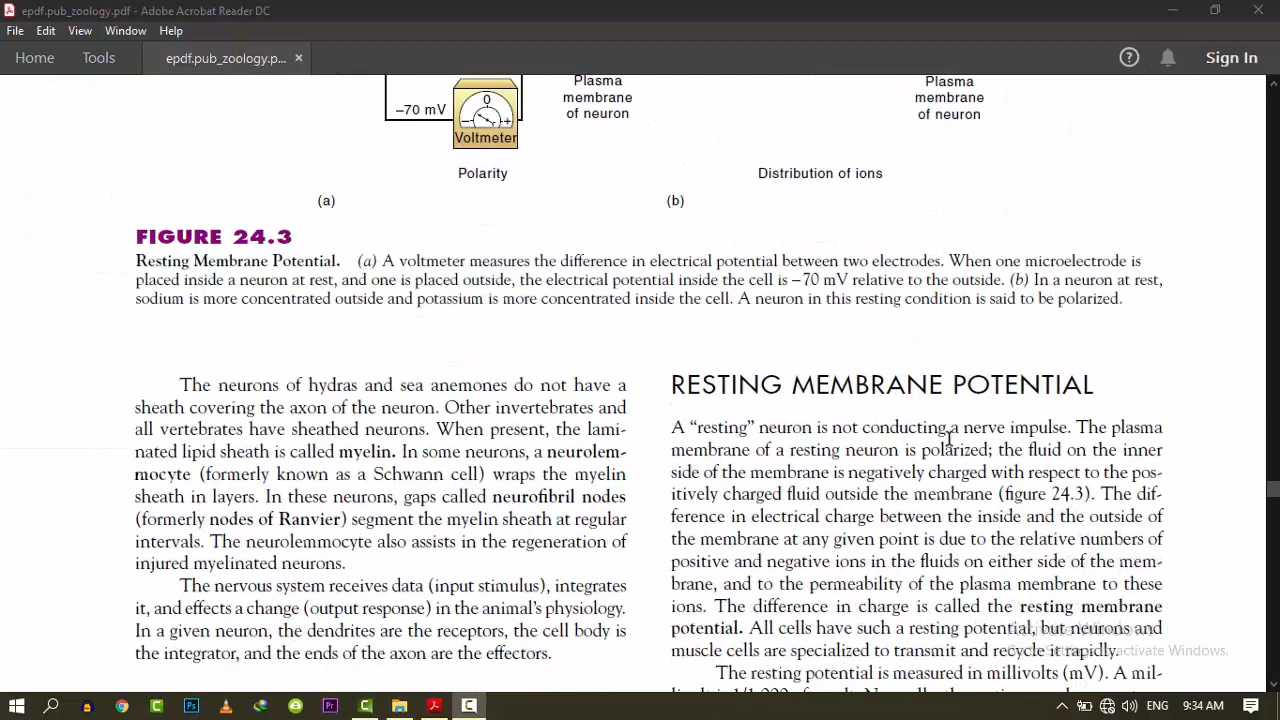 epdf.pub_zoology.pdf - Adobe Acrobat Reader DC
File Edit View Window Help
Home Tools epdf.pub_zoology.p... × Sign In
Plasma
membrane
of neuron
Plasma
membrane
of neuron
–70 mV
0
– +
Voltmeter
Polarity
Distribution of ions
(a)
(b)
FIGURE 24.3
Resting Membrane Potential. (a) A voltmeter measures the difference in electrical potential between two electrodes. When one microelectrode is
placed inside a neuron at rest, and one is placed outside, the electrical potential inside the cell is –70 mV relative to the outside. (b) In a neuron at rest,
sodium is more concentrated outside and potassium is more concentrated inside the cell. A neuron in this resting condition is said to be polarized.
The neurons of hydras and sea anemones do not have a
sheath covering the axon of the neuron. Other invertebrates and
all vertebrates have sheathed neurons. When present, the lami-
nated lipid sheath is called myelin. In some neurons, a neurolem-
mocyte (formerly known as a Schwann cell) wraps the myelin
sheath in layers. In these neurons, gaps called neurofibril nodes
(formerly nodes of Ranvier) segment the myelin sheath at regular
intervals. The neurolemmocyte also assists in the regeneration of
injured myelinated neurons.
The nervous system receives data (input stimulus), integrates
it, and effects a change (output response) in the animal's physiology.
In a given neuron, the dendrites are the receptors, the cell body is
the integrator, and the ends of the axon are the effectors.
RESTING MEMBRANE POTENTIAL
A “resting” neuron is not conducting a nerve impulse. The plasma
membrane of a resting neuron is polarized; the fluid on the inner
side of the membrane is negatively charged with respect to the pos-
itively charged fluid outside the membrane (figure 24.3). The dif-
ference in electrical charge between the inside and the outside of
the membrane at any given point is due to the relative numbers of
positive and negative ions in the fluids on either side of the mem-
brane, and to the permeability of the plasma membrane to these
ions. The difference in charge is called the resting membrane
potential. All cells have such a resting potential, but neurons and
muscle cells are specialized to transmit and recycle it rapidly.
The resting potential is measured in millivolts (mV). A mil-
Activate Windows
Go to Settings to activate Windows.
9:34 AM